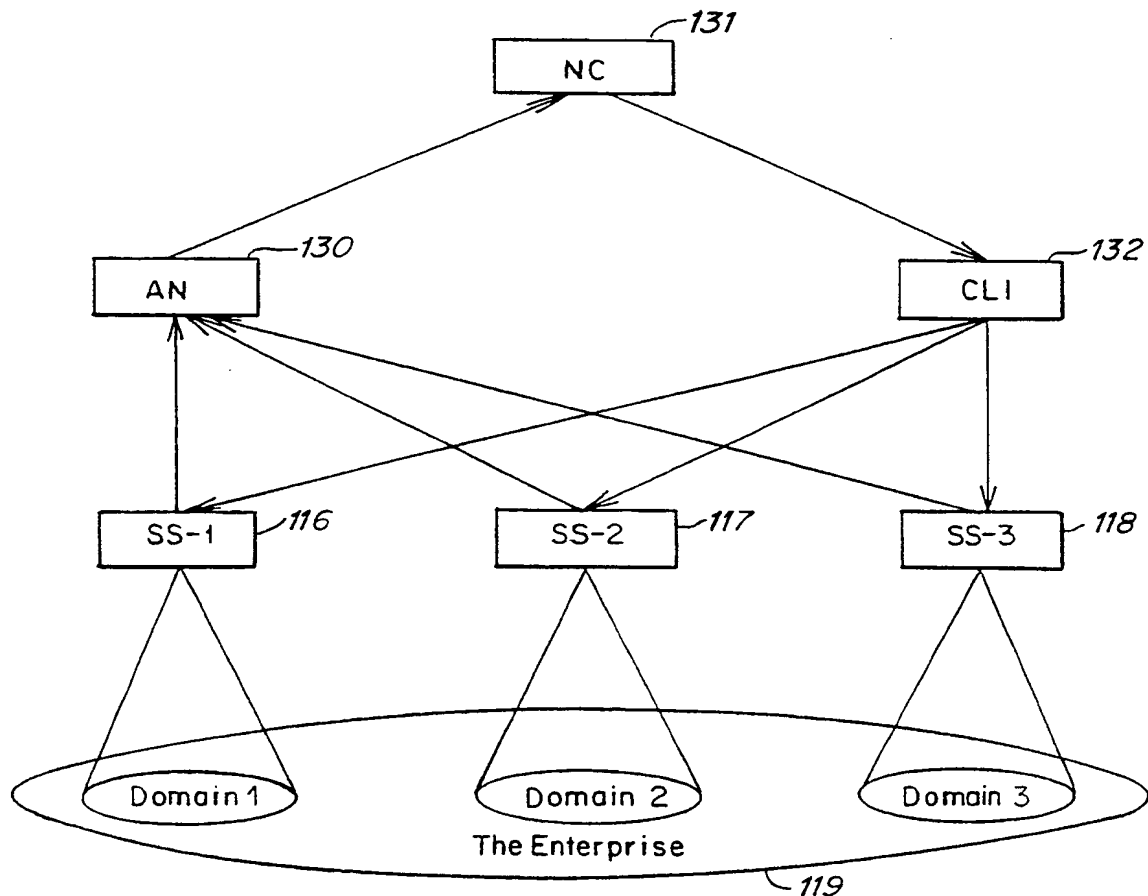 131
NC
130
132
AN
CLI
116
117
118
SS-1
SS-2
SS-3
Domain 1
Domain 2
Domain 3
The Enterprise
119